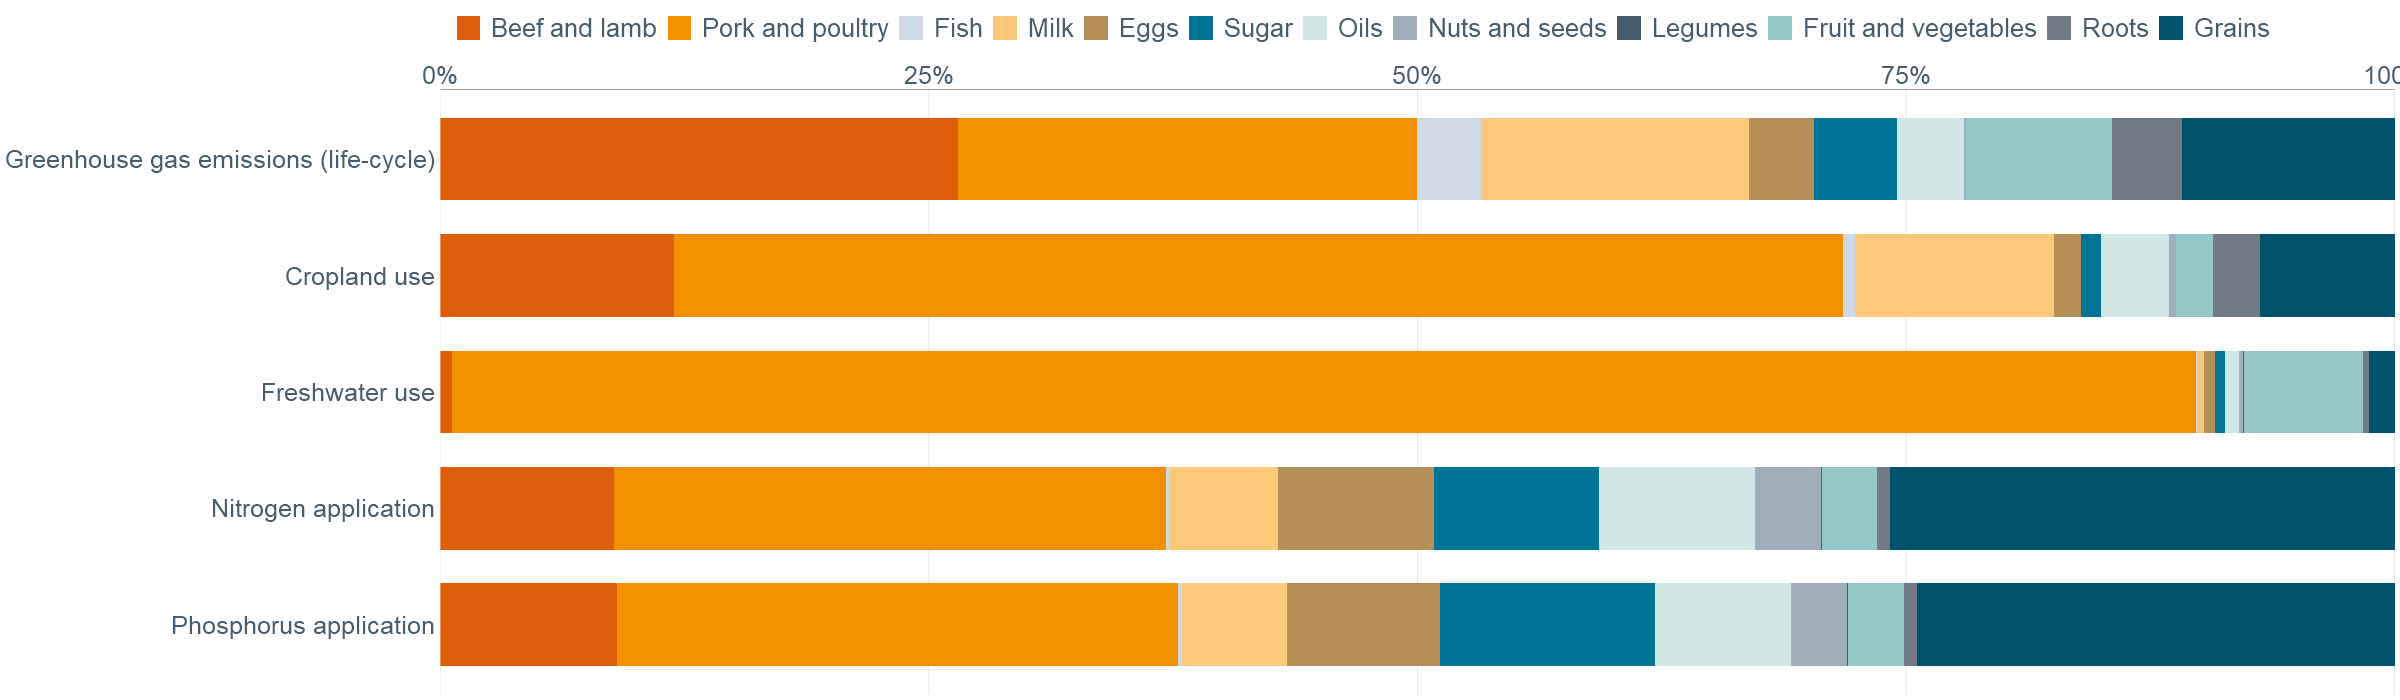 Beef and lamb Pork and poultry Fish Milk Eggs Sugar Oils Nuts and seeds Legumes Fruit and vegetables Roots Grains
0% 25% 50% 75% 100
Greenhouse gas emissions (life-cycle)
Cropland use
Freshwater use
Nitrogen application
Phosphorus application